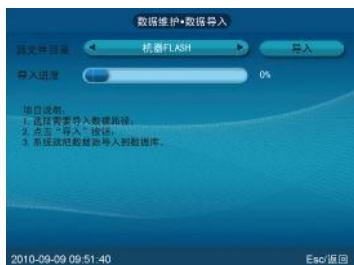 数据维护•数据导入
源文件目录 机器FLASH 导入
导入进度 0%
项目说明:
1. 选择需要导入数据路径;
2. 点击“导入”按钮;
3. 系统将把数据导入到数据库。
2010-09-09 09:51:40 Esc/返回